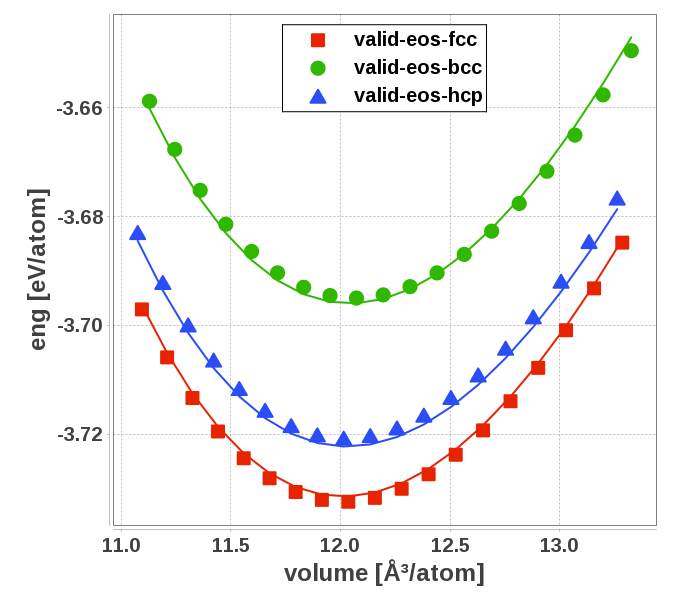 valid-eos-fcc
valid-eos-bcc
valid-eos-hcp
eng [eV/atom]
-3.66
-3.68
-3.70
-3.72
11.0 11.5 12.0 12.5 13.0
volume [Å³/atom]